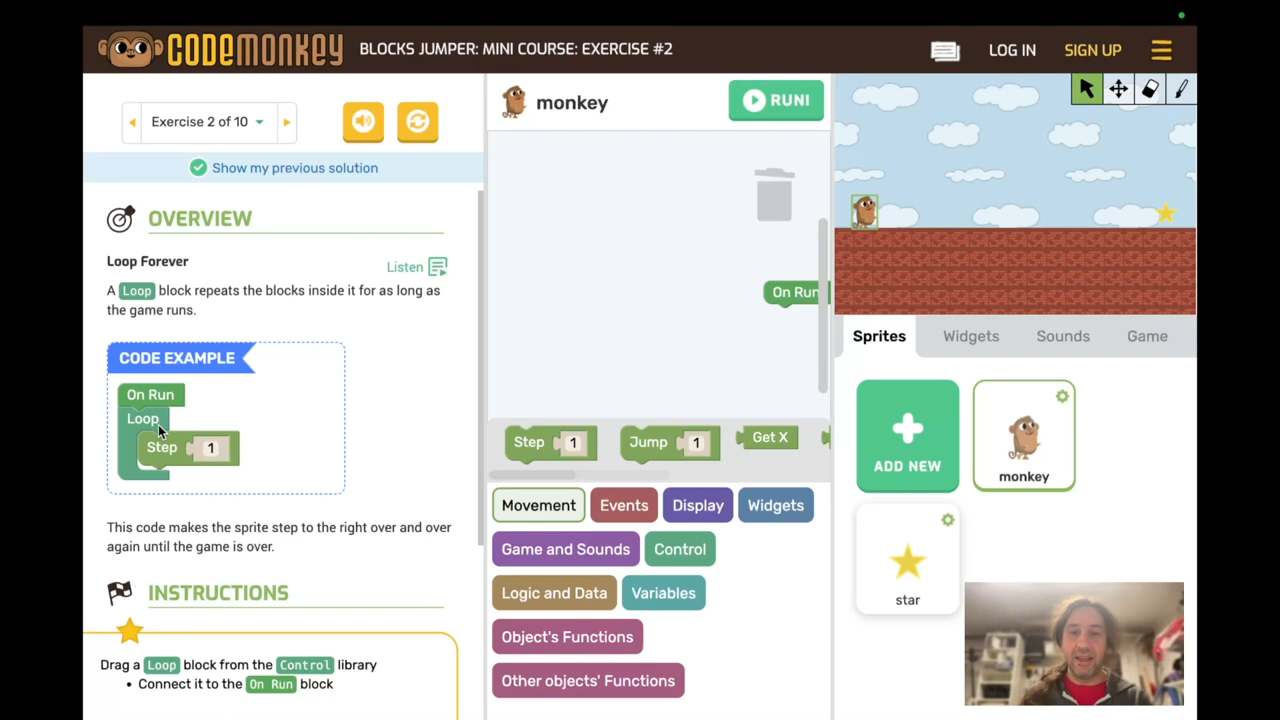 CODEMONKEY
BLOCKS JUMPER: MINI COURSE: EXERCISE #2
LOG IN
SIGN UP
Exercise 2 of 10
Show my previous solution
OVERVIEW
Loop Forever
Listen
A Loop block repeats the blocks inside it for as long as
the game runs.
CODE EXAMPLE
On Run
Loop
Step 1
This code makes the sprite step to the right over and over
again until the game is over.
INSTRUCTIONS
Drag a Loop block from the Control library
• Connect it to the On Run block
monkey
RUN!
On Run
Step 1
Jump 1
Get X
Movement
Events
Display
Widgets
Game and Sounds
Control
Logic and Data
Variables
Object's Functions
Other objects' Functions
Sprites
Widgets
Sounds
Game
ADD NEW
monkey
star